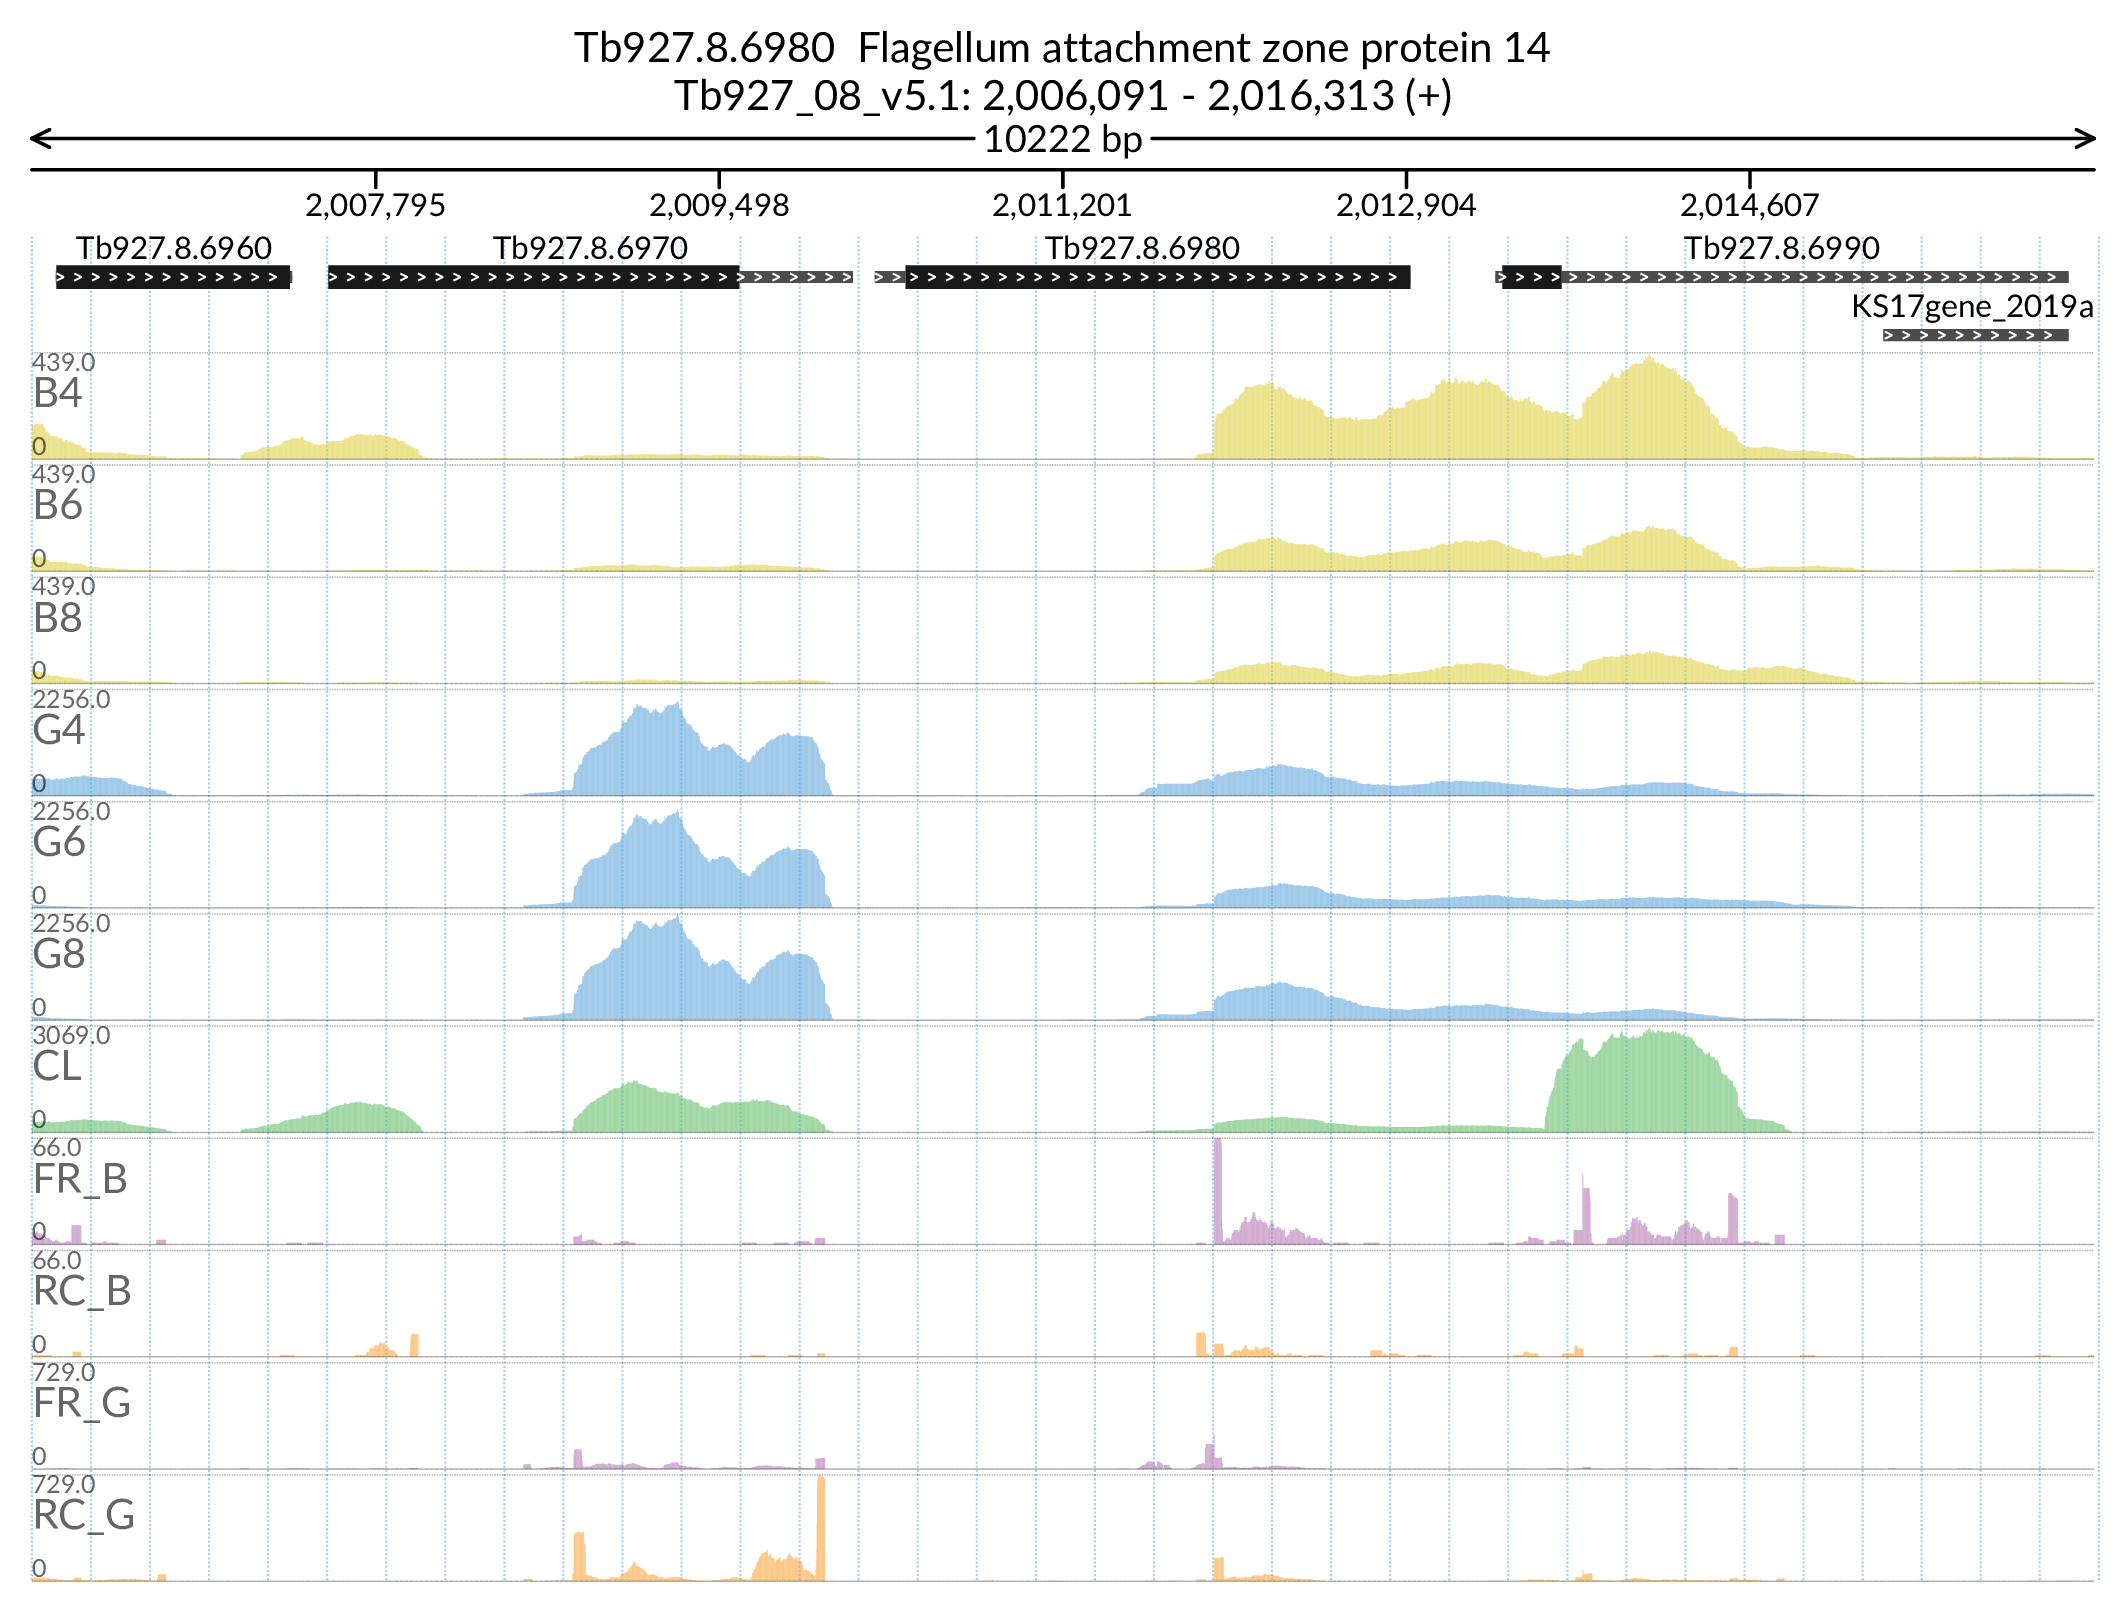 Tb927.8.6980  Flagellum attachment zone protein 14
Tb927_08_v5.1: 2,006,091 - 2,016,313 (+)
10222 bp
2,007,795 2,009,498 2,011,201 2,012,904 2,014,607
Tb927.8.6960 Tb927.8.6970 Tb927.8.6980 Tb927.8.6990
KS17gene_2019a
439.0
B4
0
439.0
B6
0
439.0
B8
0
2256.0
G4
0
2256.0
G6
0
2256.0
G8
0
3069.0
CL
0
66.0
FR_B
0
66.0
RC_B
0
729.0
FR_G
0
729.0
RC_G
0